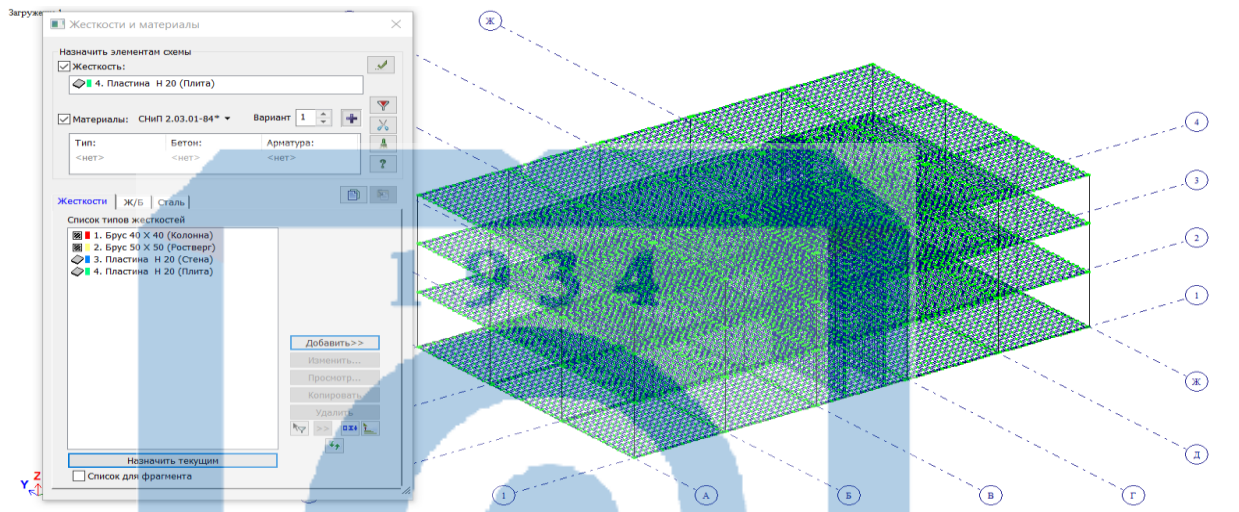 Загруже
Жесткости и материалы
Назначить элементам схемы
Жесткость:
4. Пластина H 20 (Плита)
Материалы: СНиП 2.03.01-84* Вариант 1
Тип: Бетон: Арматура:
<нет> <нет> <нет>
?
Жесткости Ж/Б Сталь
Список типов жесткостей
1. Брус 40 X 40 (Колонна)
2. Брус 50 X 50 (Ростверг)
3. Пластина H 20 (Стена)
4. Пластина H 20 (Плита)
Добавить>>
Изменить...
Просмотр...
Копировать
Удалить
>>
Назначить текущим
Список для фрагмента
Z
Y
1934
Ж
4
3
2
1
Ж
Д
1 А Б В Г